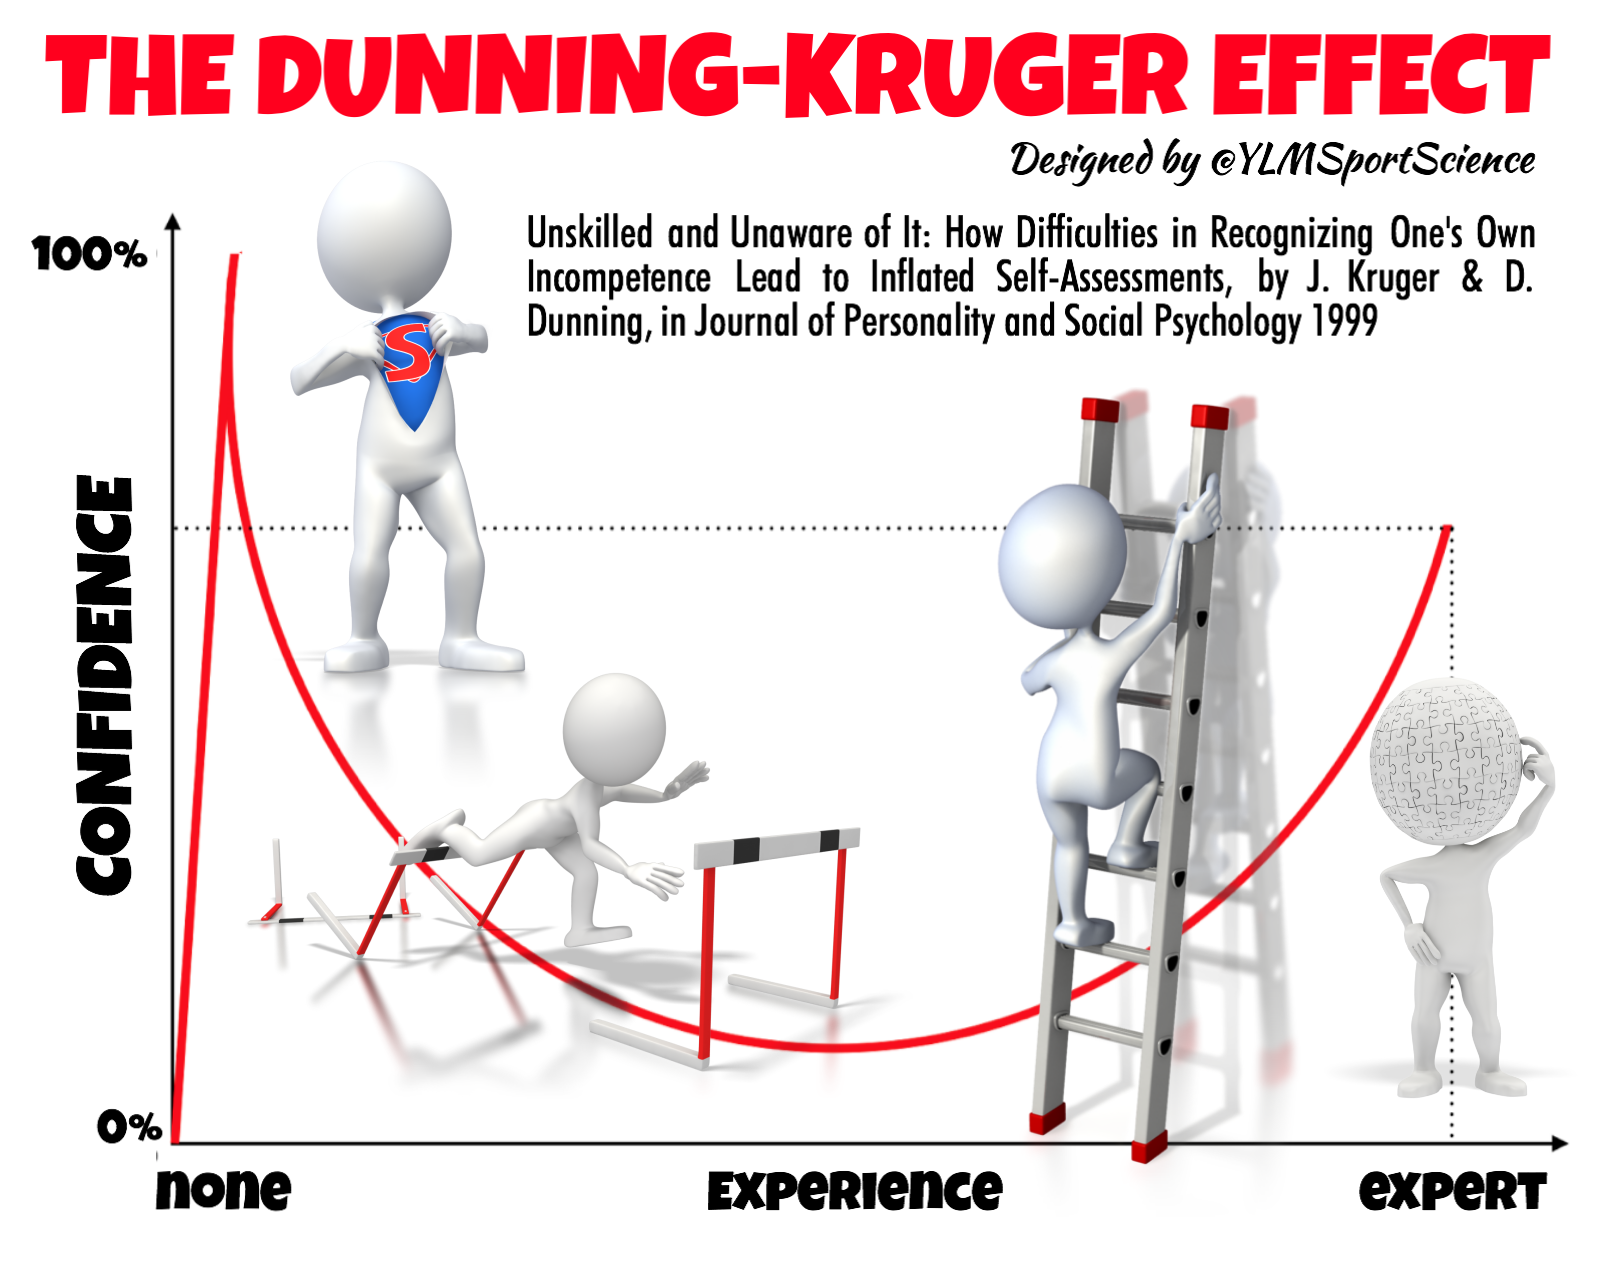 THE DUNNING-KRUGER EFFECT
Designed by @YLMSportScience
Unskilled and Unaware of It: How Difficulties in Recognizing One's Own
Incompetence Lead to Inflated Self-Assessments, by J. Kruger & D.
Dunning, in Journal of Personality and Social Psychology 1999
100%
S
CONFIDENCE
0%
none
Experience
expert